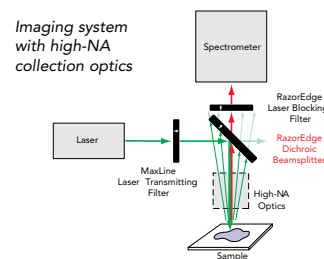 Imaging system
with high-NA
collection optics
Spectrometer
RazorEdge
Laser Blocking
Filter
Laser
RazorEdge
Dichroic
Beamsplitter
MaxLine
Laser Transmitting
Filter
High-NA
Optics
Sample